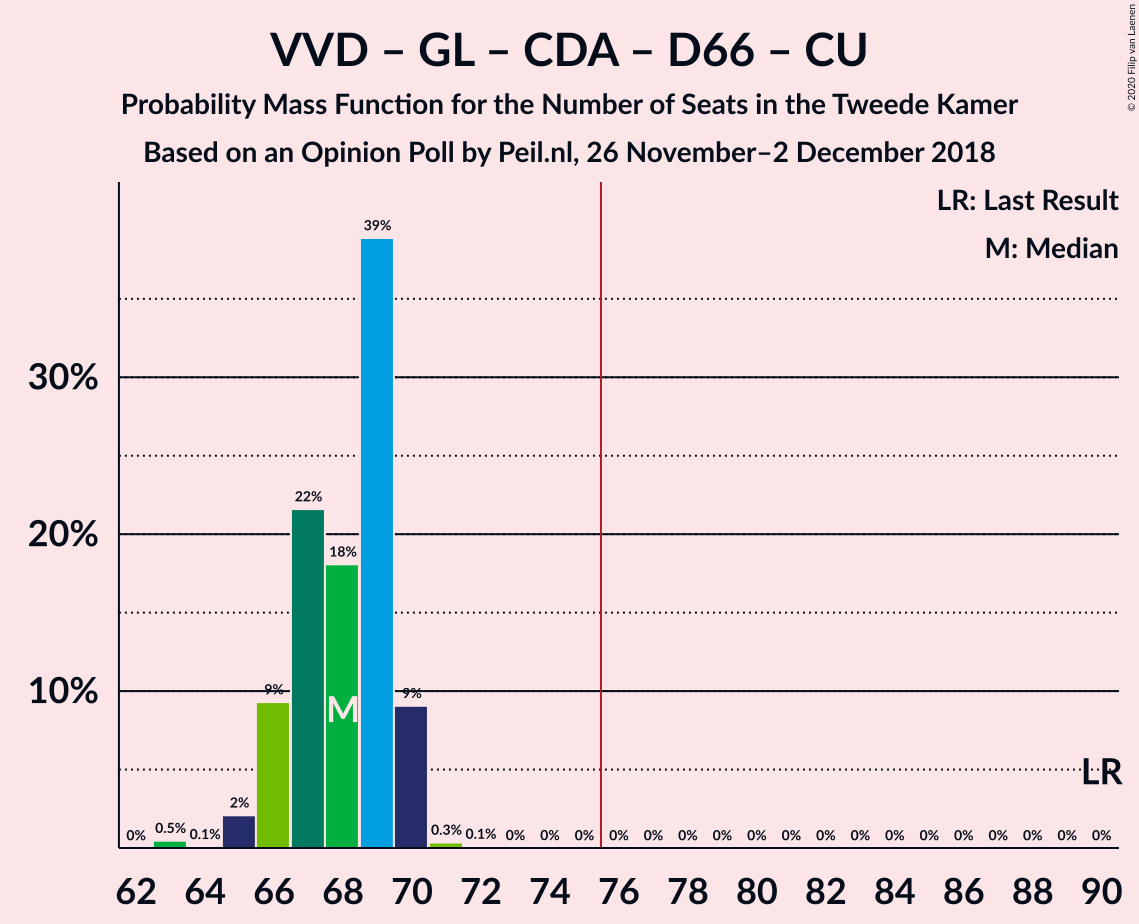 VVD – GL – CDA – D66 – CU
Probability Mass Function for the Number of Seats in the Tweede Kamer
Based on an Opinion Poll by Peil.nl, 26 November–2 December 2018
© 2020 Filip van Laenen
LR: Last Result
M: Median
39%
30%
22%
20%
18%
10%
9%
9%
M
LR
2%
0% 0.5% 0.1% 0.3% 0.1% 0% 0% 0% 0% 0% 0% 0% 0% 0% 0% 0% 0% 0% 0% 0% 0% 0% 0%
62 64 66 68 70 72 74 76 78 80 82 84 86 88 90